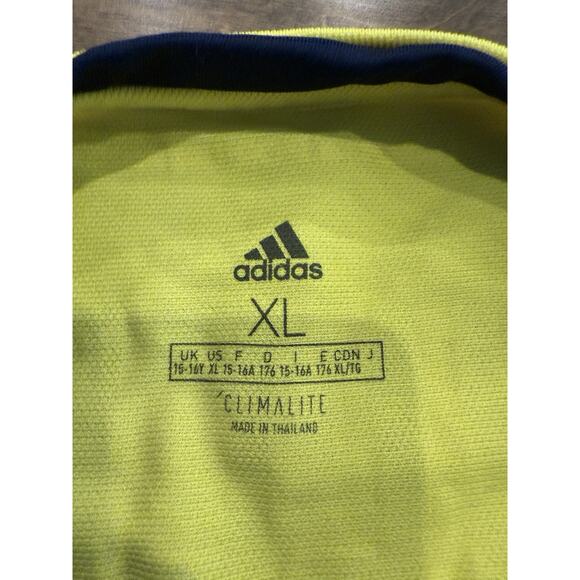 adidas
XL
UK US F D I E CDN J
15-16Y XL 15-16A 176 15-16A 176 XL/TG
CLIMALITE
MADE IN THAILAND